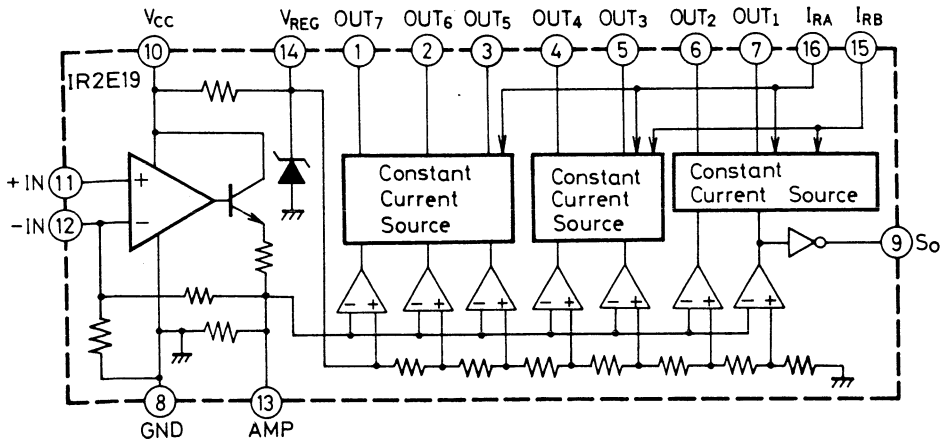 VCC VREG OUT7 OUT6 OUT5 OUT4 OUT3 OUT2 OUT1 IRA IRB
10 14 1 2 3 4 5 6 7 16 15
IR2E19
+IN 11 +
-IN 12 −
Constant
Current
Source
Constant
Current
Source
Constant
Current Source
9 So
− + − + − + − + − + − + − +
8 13
GND AMP